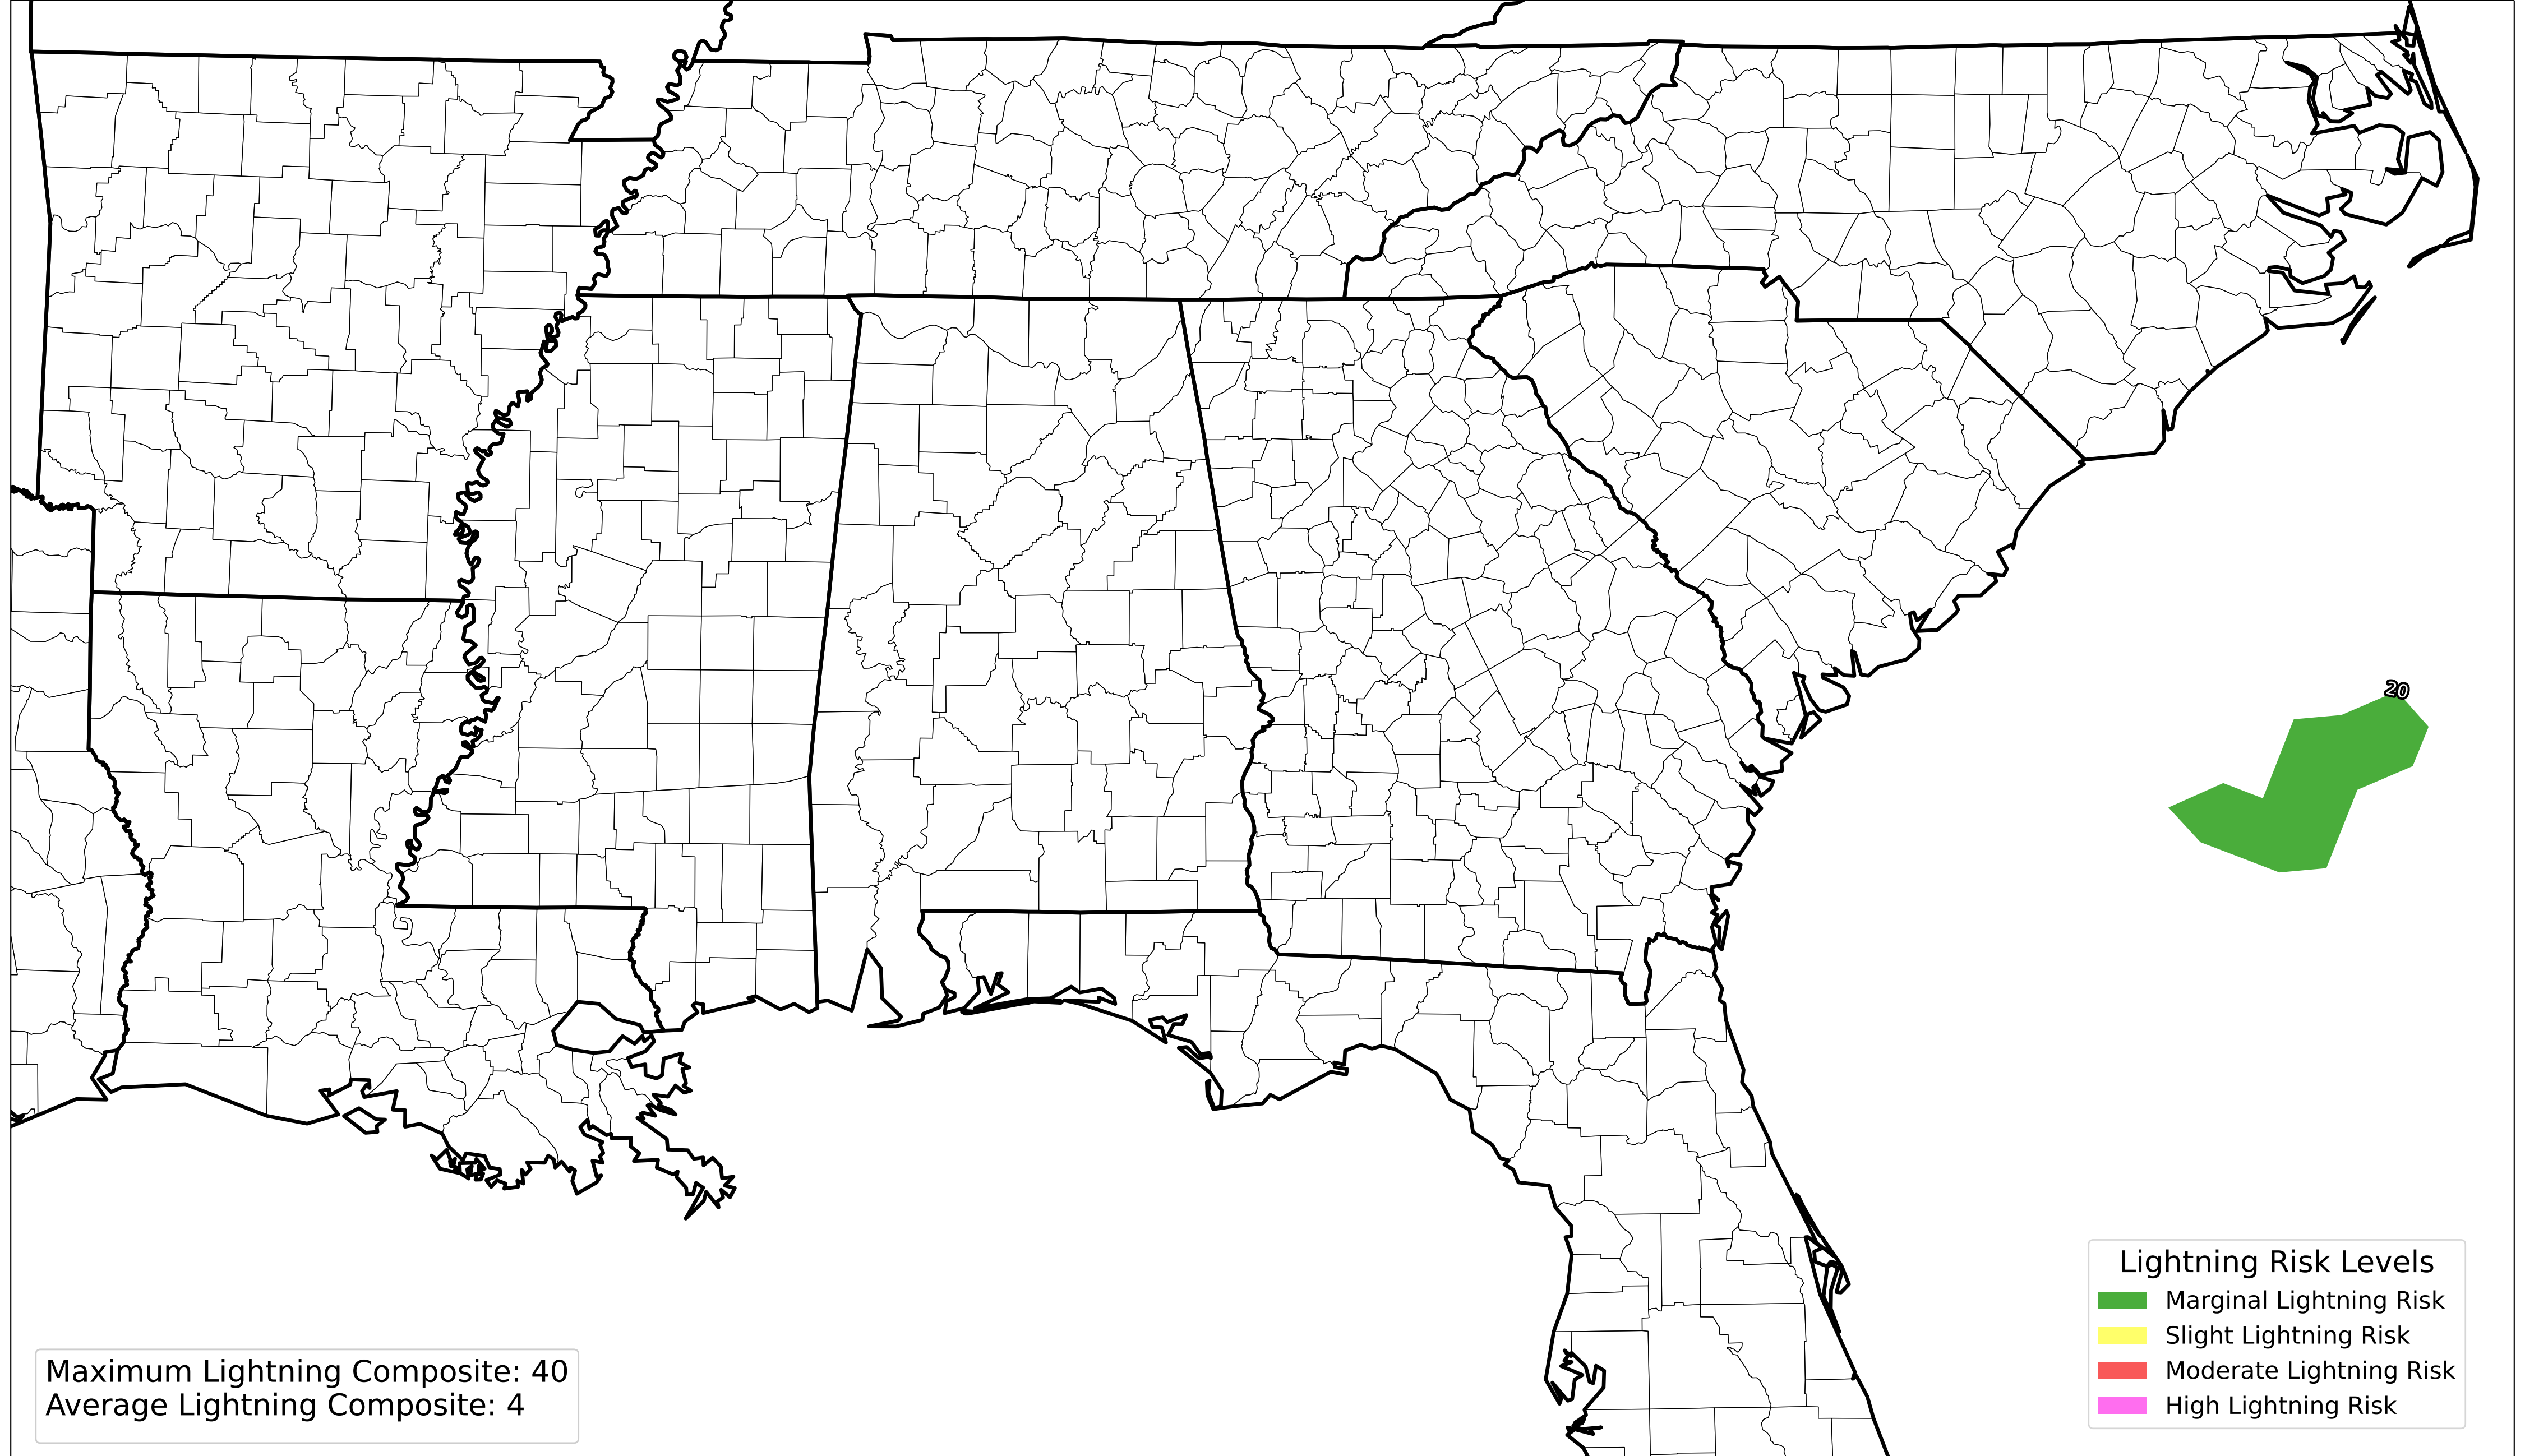 20
Lightning Risk Levels
Marginal Lightning Risk
Slight Lightning Risk
Moderate Lightning Risk
High Lightning Risk
Maximum Lightning Composite: 40
Average Lightning Composite: 4